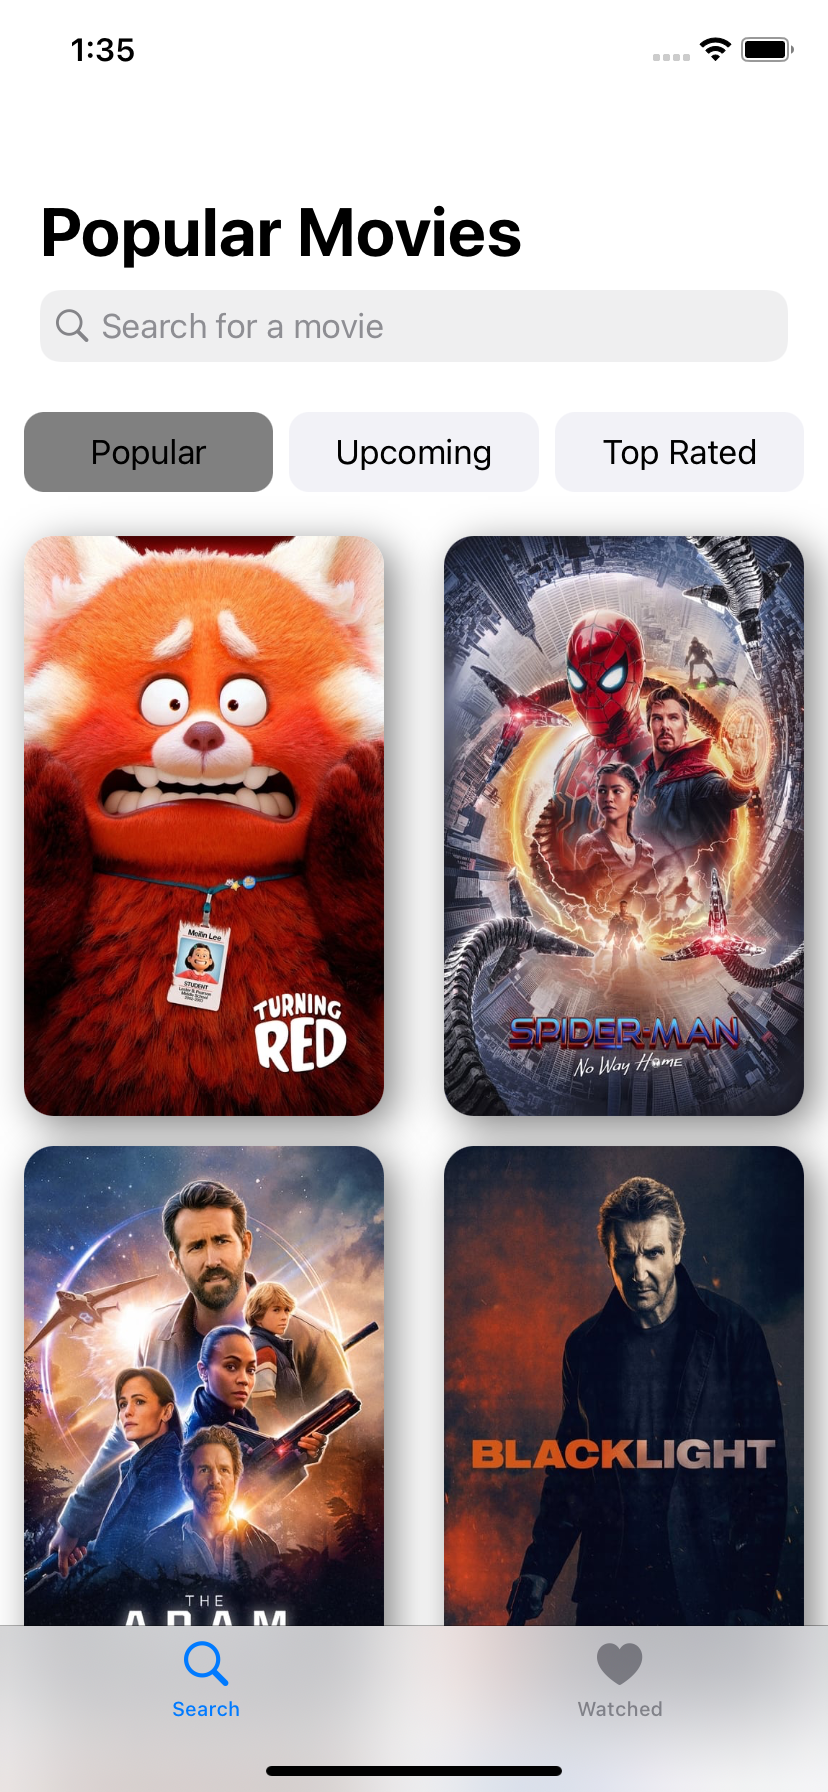 1:35
Popular Movies
Search for a movie
Popular
Upcoming
Top Rated
Meilin Lee
STUDENT
TURNING
RED
SPIDER-MAN
No Way Home
THE
ADAM
BLACKLIGHT
Search
Watched